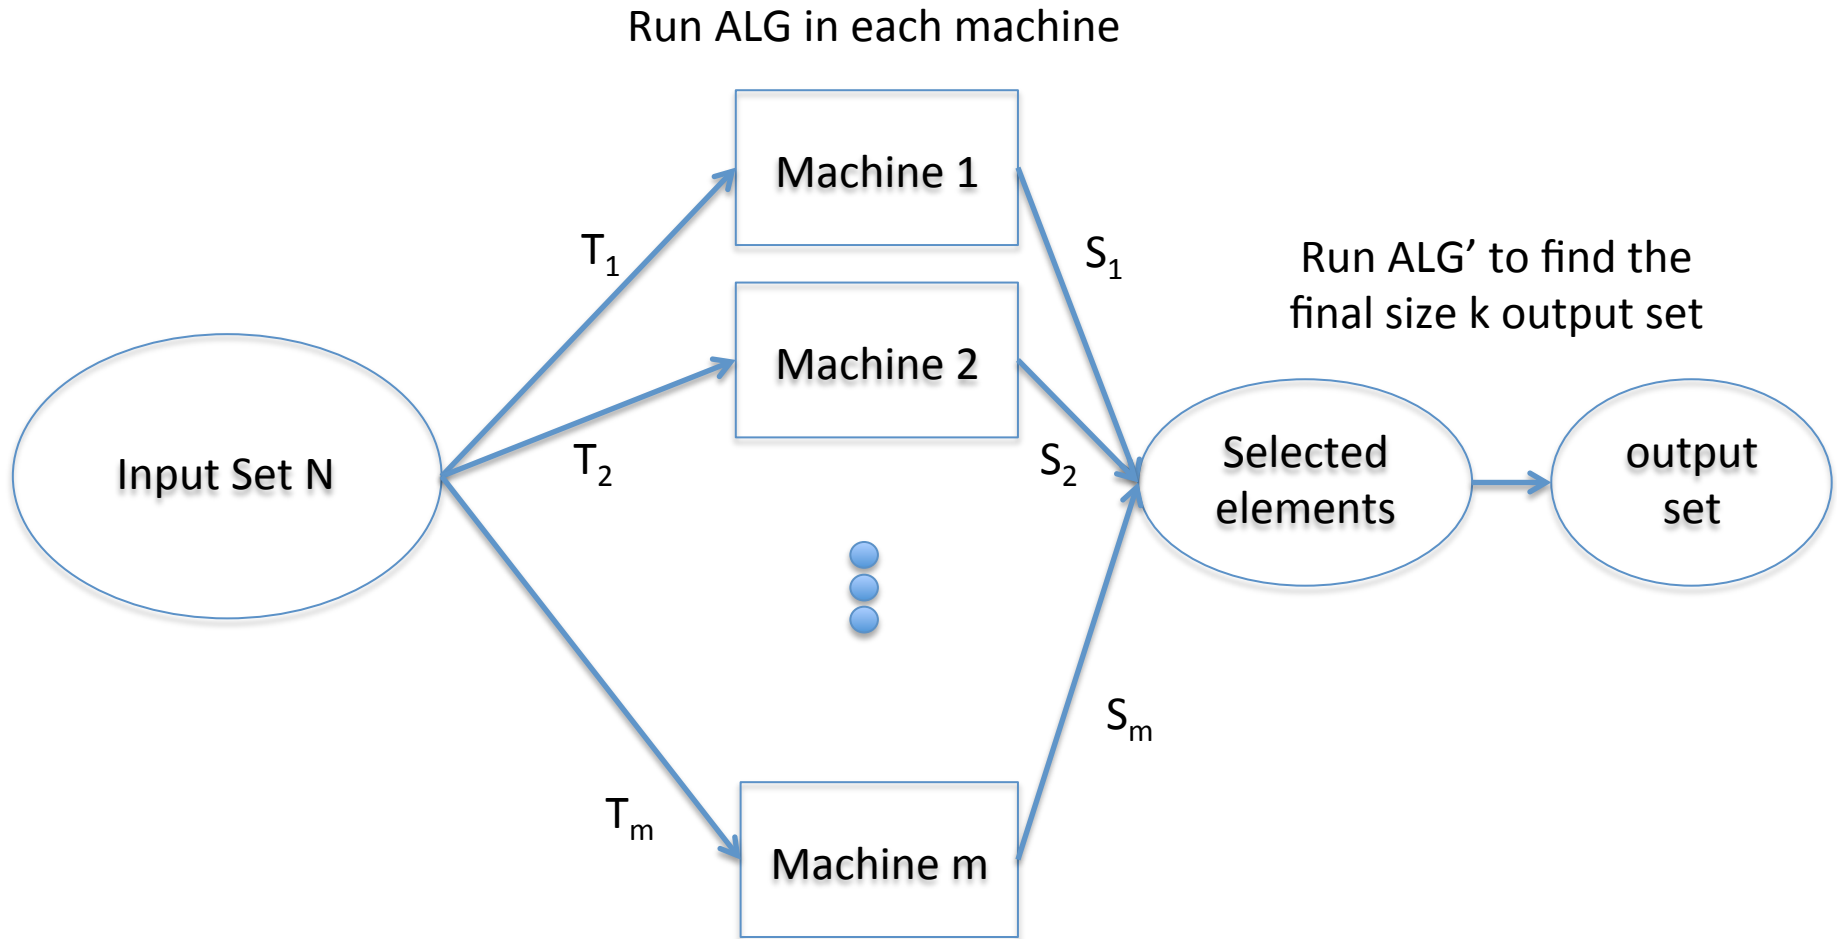 Run ALG in each machine
Machine 1
T1
S1
Run ALG’ to find the
final size k output set
Machine 2
T2
S2
Input Set N
Selected
elements
output
set
Sm
Tm
Machine m